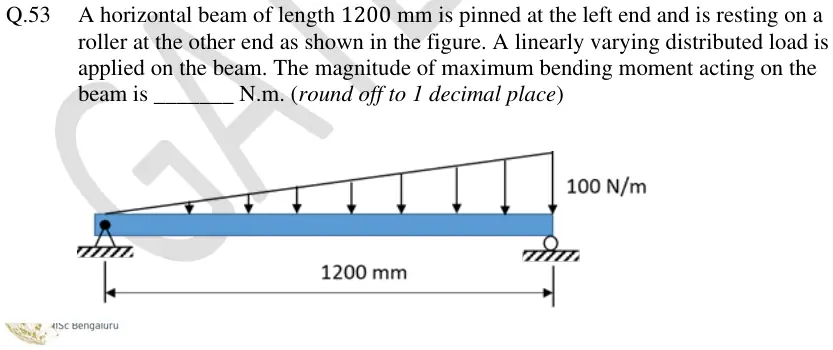 Q.53 A horizontal beam of length 1200 mm is pinned at the left end and is resting on a
roller at the other end as shown in the figure. A linearly varying distributed load is
applied on the beam. The magnitude of maximum bending moment acting on the
beam is _______ N.m. (round off to 1 decimal place)
100 N/m
1200 mm
IISc Bengaluru